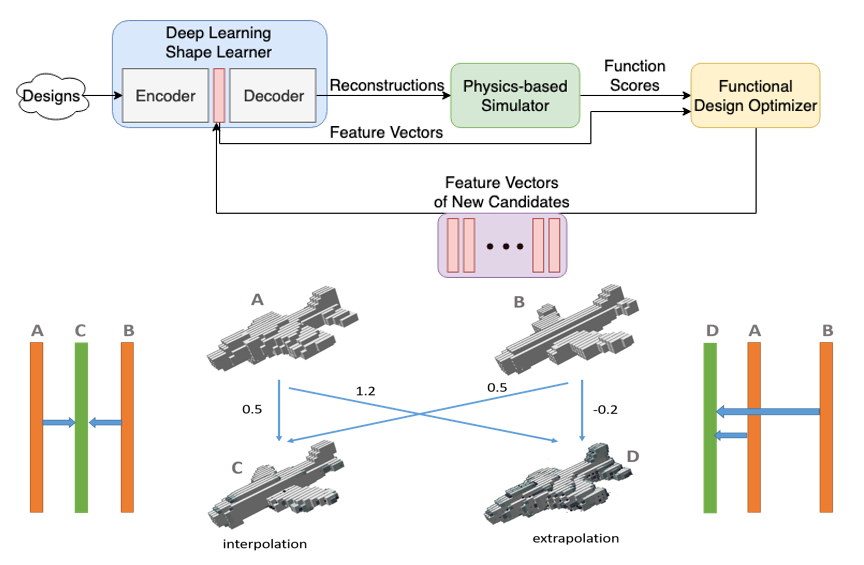 Deep Learning
Shape Learner
Designs
Encoder
Decoder
Reconstructions
Feature Vectors
Physics-based
Simulator
Function
Scores
Functional
Design Optimizer
Feature Vectors
of New Candidates
A
C
B
A
B
D
A
B
0.5
1.2
0.5
-0.2
C
D
interpolation
extrapolation